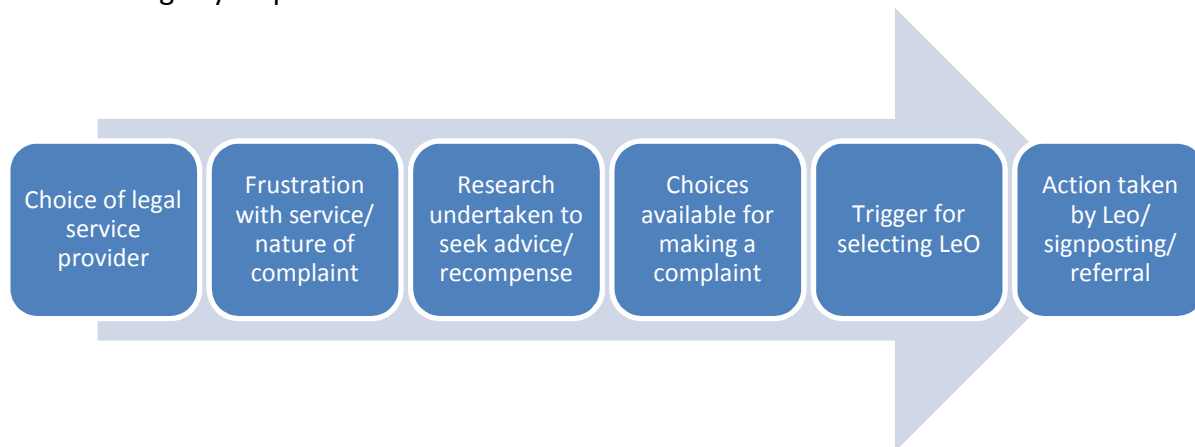 Choice of legal
service
provider
Frustration
with service/
nature of
complaint
Research
undertaken to
seek advice/
recompense
Choices
available for
making a
complaint
Trigger for
selecting LeO
Action taken
by Leo/
signposting/
referral